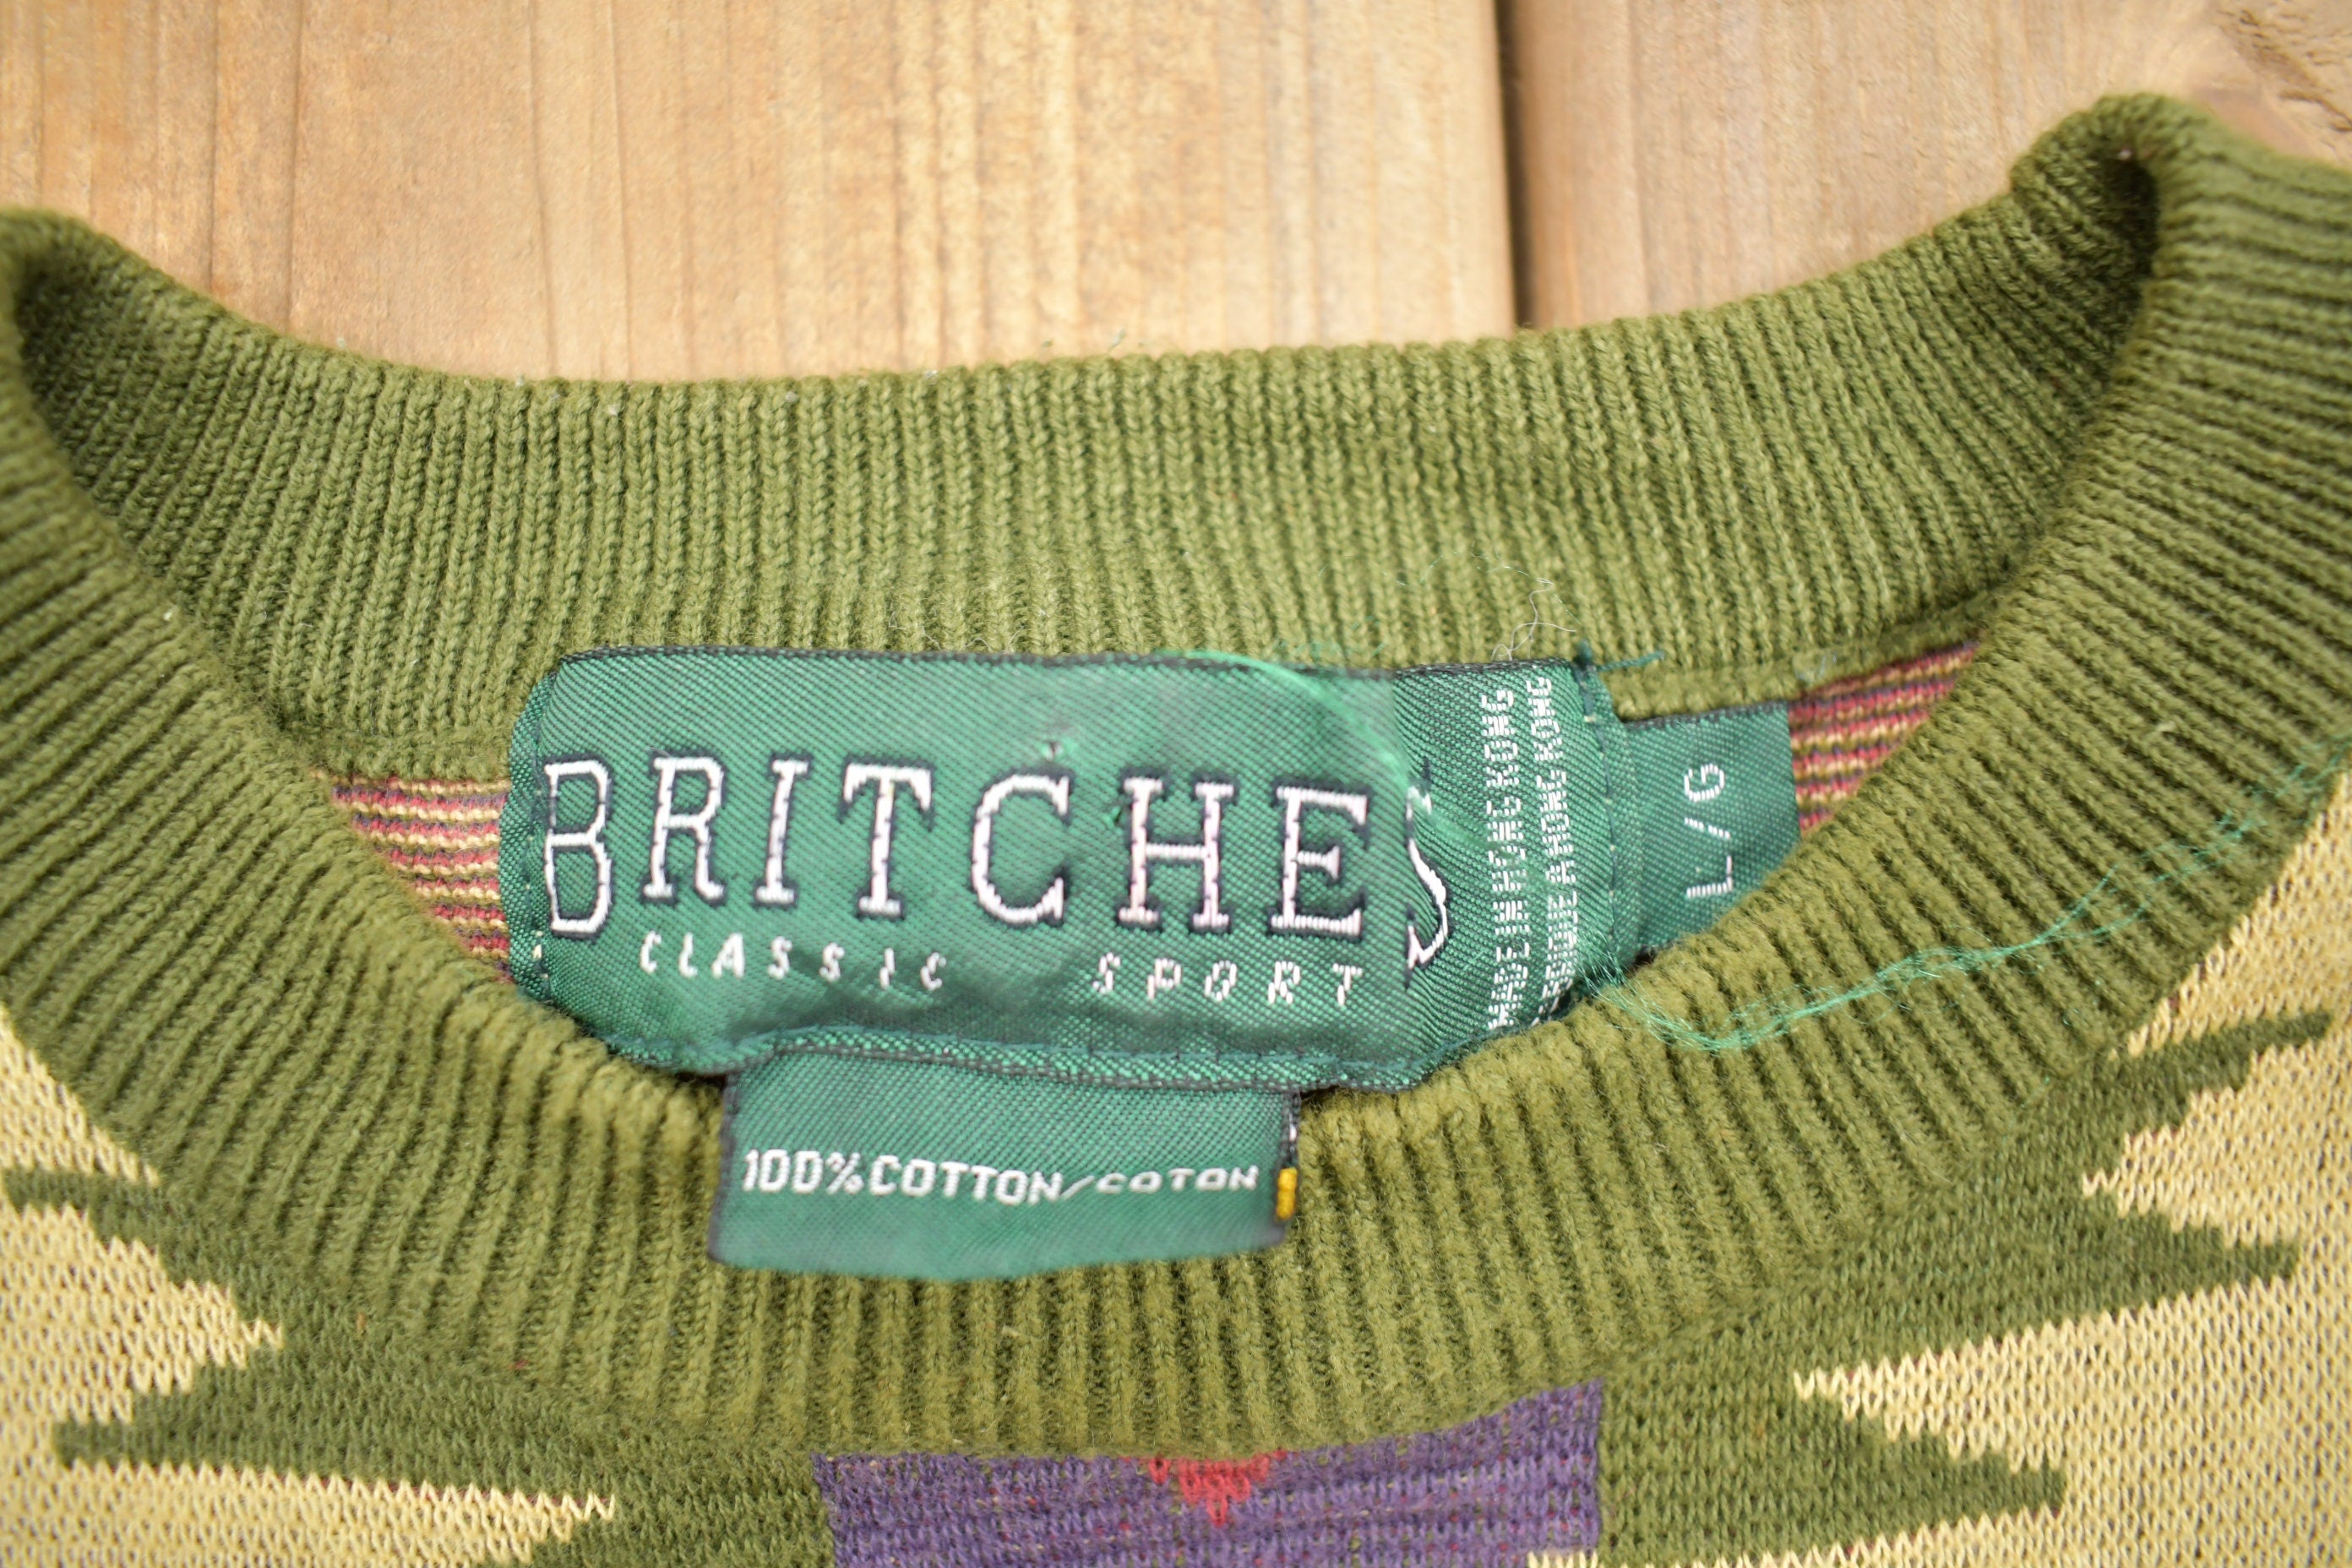 BRITCHES
CLASSIC SPORT
MADE IN HONG KONG
FABRIQUE A HONG KONG
L/G
100% COTTON/COTON